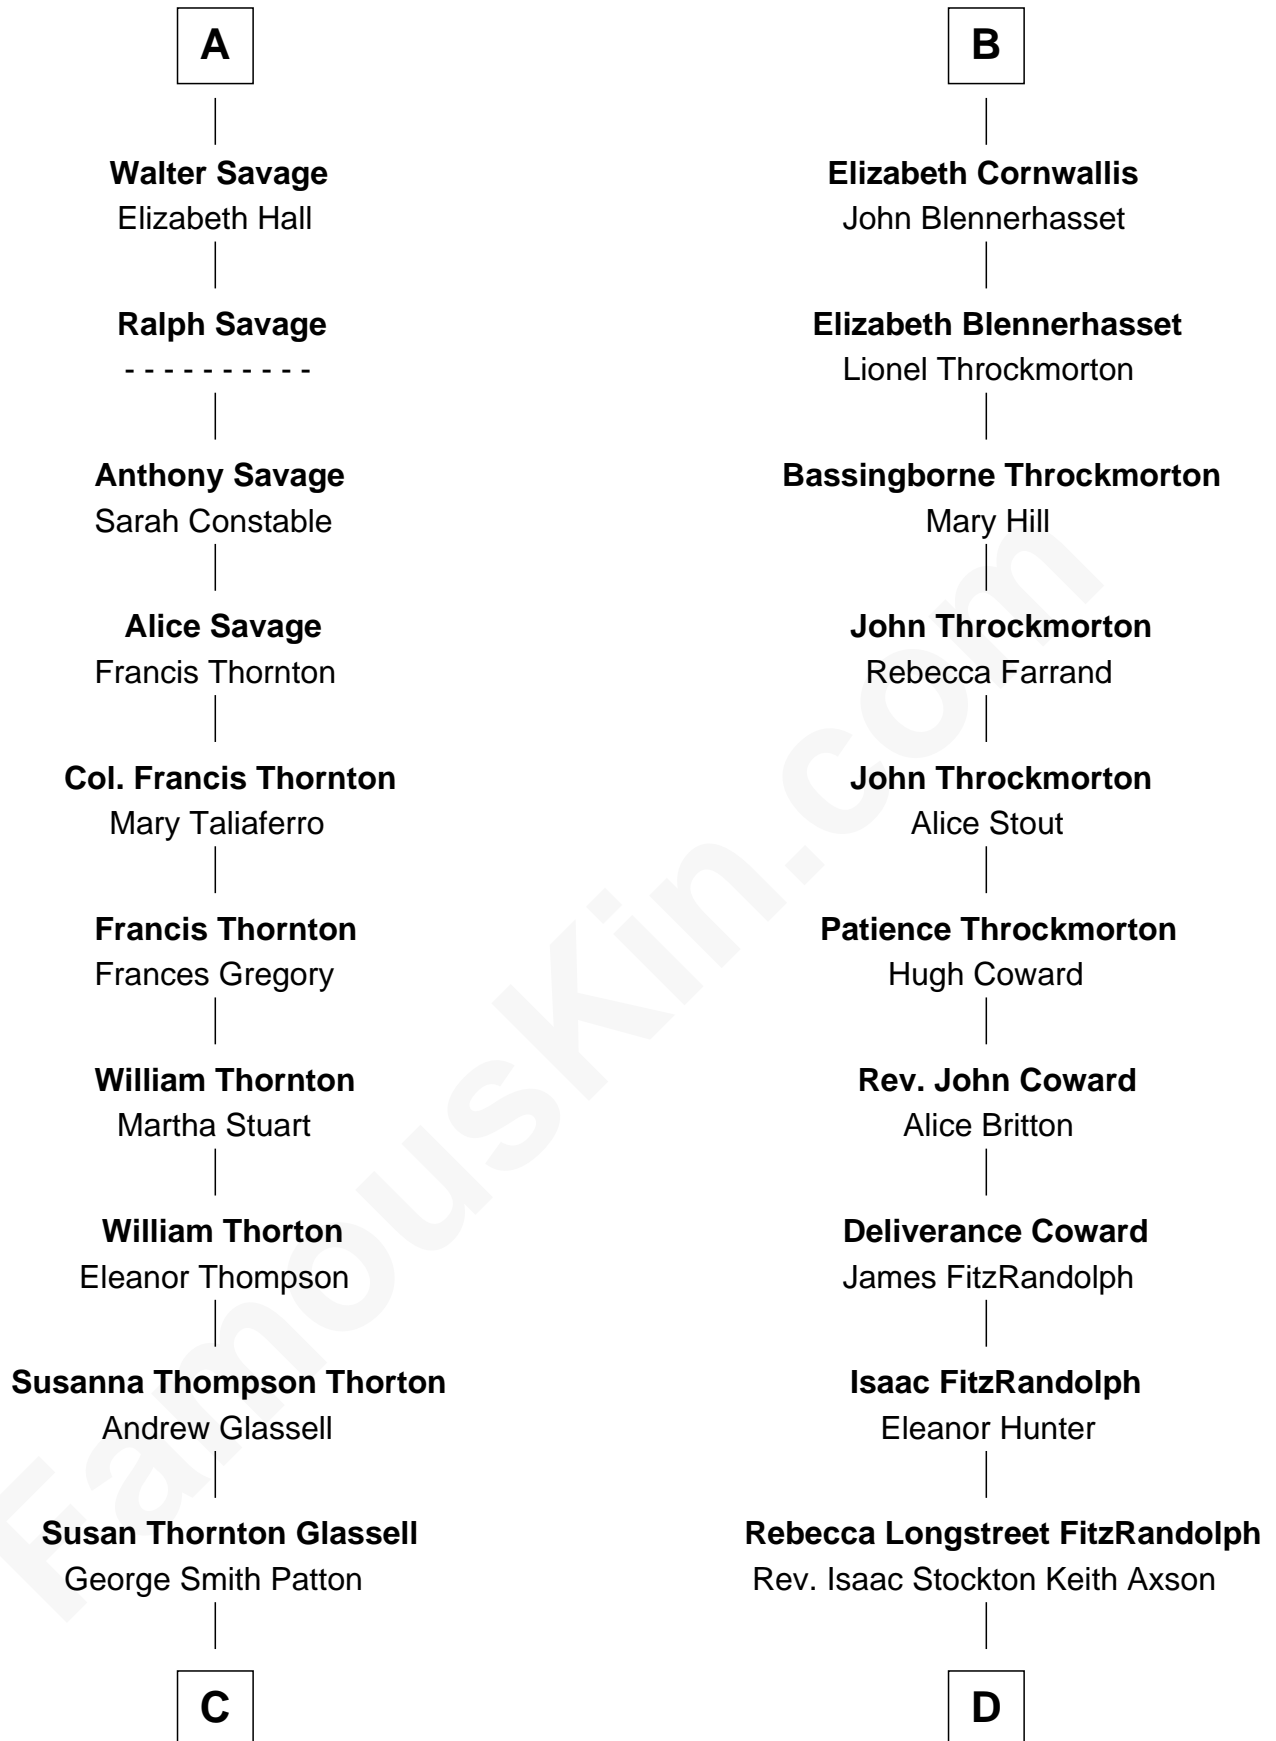 A
Walter Savage
Elizabeth Hall
Ralph Savage
- - - - - - - - - -
Anthony Savage
Sarah Constable
Alice Savage
Francis Thornton
Col. Francis Thornton
Mary Taliaferro
Francis Thornton
Frances Gregory
William Thornton
Martha Stuart
William Thorton
Eleanor Thompson
Susanna Thompson Thorton
Andrew Glassell
Susan Thornton Glassell
George Smith Patton
C
B
Elizabeth Cornwallis
John Blennerhasset
Elizabeth Blennerhasset
Lionel Throckmorton
Bassingborne Throckmorton
Mary Hill
John Throckmorton
Rebecca Farrand
John Throckmorton
Alice Stout
Patience Throckmorton
Hugh Coward
Rev. John Coward
Alice Britton
Deliverance Coward
James FitzRandolph
Isaac FitzRandolph
Eleanor Hunter
Rebecca Longstreet FitzRandolph
Rev. Isaac Stockton Keith Axson
D
FamousKin.com